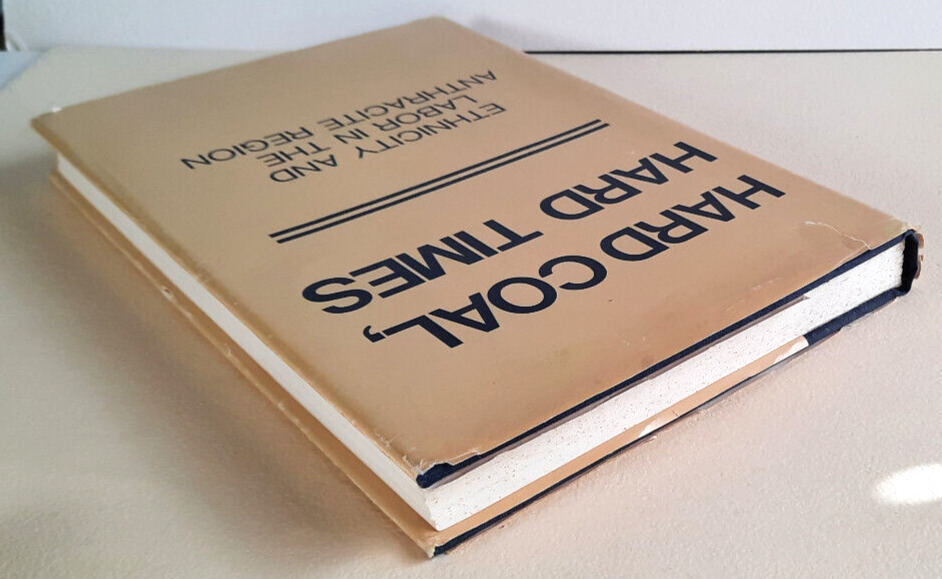 HARD COAL,
HARD TIMES
ETHNICITY AND
LABOR IN THE
ANTHRACITE REGION